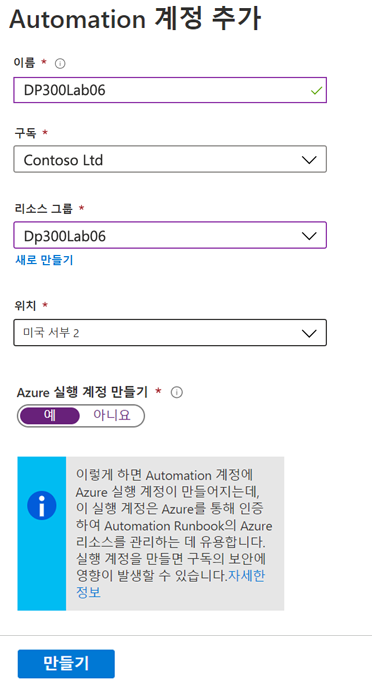 Automation 계정 추가
이름 *
DP300Lab06
구독 *
Contoso Ltd
리소스 그룹 *
Dp300Lab06
새로 만들기
위치 *
미국 서부 2
Azure 실행 계정 만들기 *
예 아니요
이렇게 하면 Automation 계정에
Azure 실행 계정이 만들어지는데,
이 실행 계정은 Azure를 통해 인증
하여 Automation Runbook의 Azure
리소스를 관리하는 데 유용합니다.
실행 계정을 만들면 구독의 보안에
영향이 발생할 수 있습니다.자세한
정보
만들기